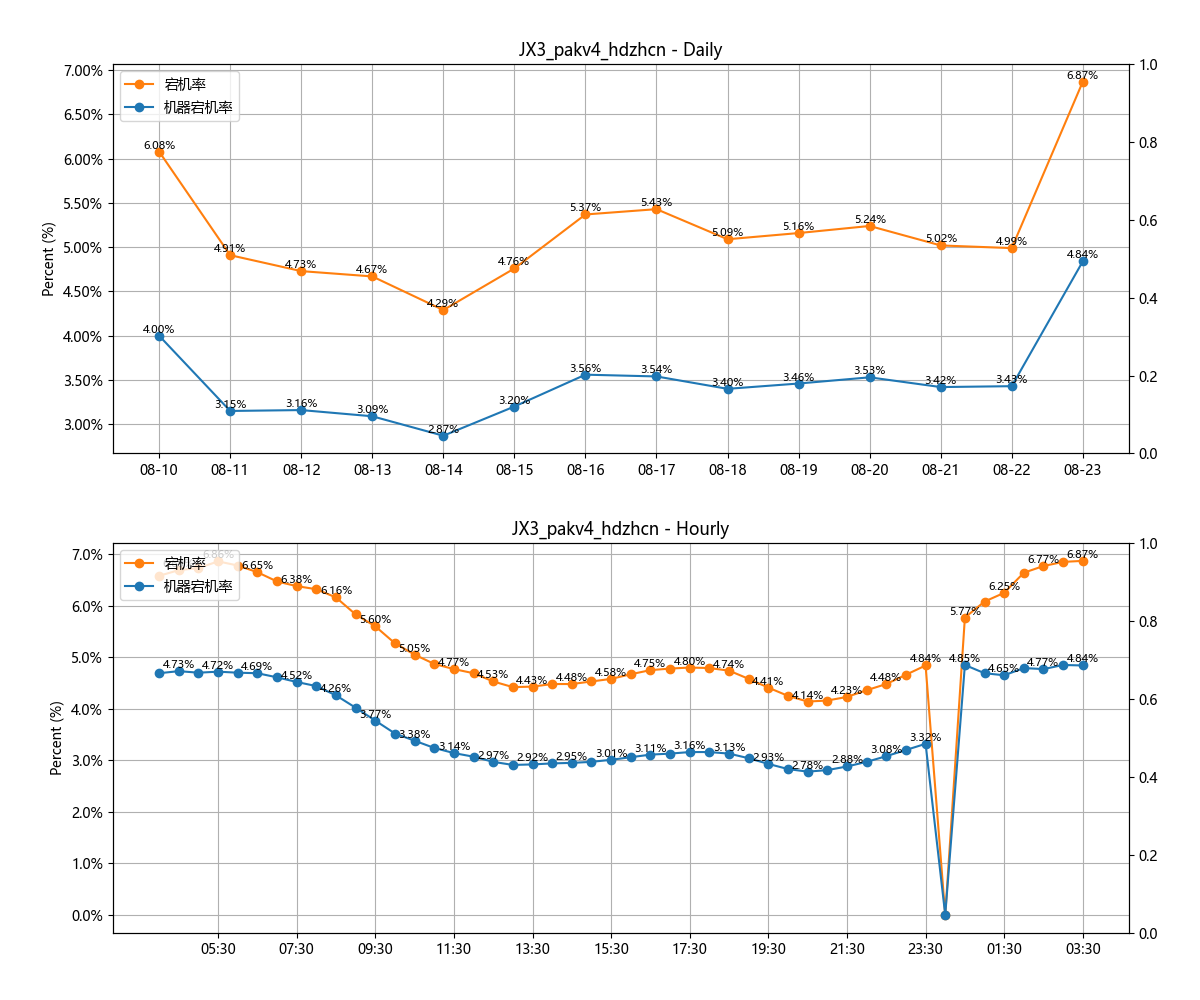 JX3_pakv4_hdzhcn - Daily
宕机率
机器宕机率
Percent (%)
7.00%
6.50%
6.00%
5.50%
5.00%
4.50%
4.00%
3.50%
3.00%
1.0
0.8
0.6
0.4
0.2
0.0
6.08% 4.91% 4.73% 4.67% 4.29% 4.76% 5.37% 5.43% 5.09% 5.16% 5.24% 5.02% 4.99% 6.87%
4.00% 3.15% 3.16% 3.09% 2.87% 3.20% 3.56% 3.54% 3.40% 3.46% 3.53% 3.42% 3.43% 4.84%
08-10 08-11 08-12 08-13 08-14 08-15 08-16 08-17 08-18 08-19 08-20 08-21 08-22 08-23
JX3_pakv4_hdzhcn - Hourly
宕机率
机器宕机率
Percent (%)
7.0%
6.0%
5.0%
4.0%
3.0%
2.0%
1.0%
0.0%
1.0
0.8
0.6
0.4
0.2
0.0
6.86% 6.65% 6.38% 6.16% 5.60% 5.05% 4.77% 4.53% 4.43% 4.48% 4.58% 4.75% 4.80% 4.74% 4.41% 4.14% 4.23% 4.48% 4.84% 5.77% 6.25% 6.77% 6.87%
4.73% 4.72% 4.69% 4.52% 4.26% 3.77% 3.38% 3.14% 2.97% 2.92% 2.95% 3.01% 3.11% 3.16% 3.13% 2.93% 2.78% 2.88% 3.08% 3.32% 4.85% 4.65% 4.77% 4.84%
05:30 07:30 09:30 11:30 13:30 15:30 17:30 19:30 21:30 23:30 01:30 03:30